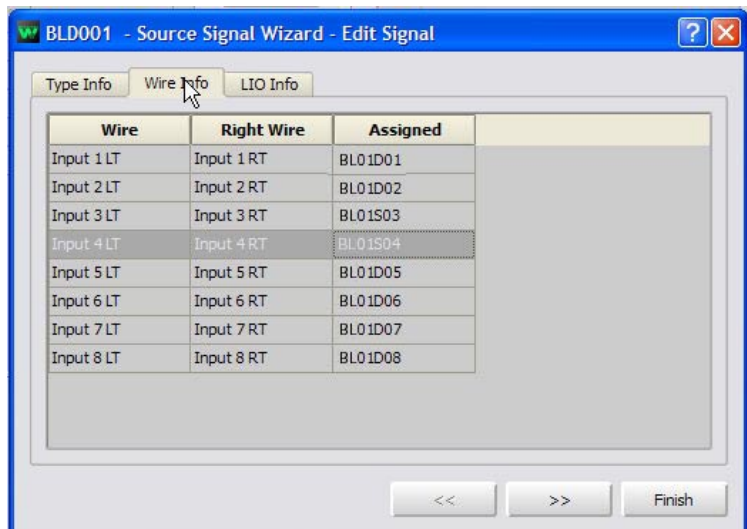 BLD001 - Source Signal Wizard - Edit Signal
Type Info Wire Info LIO Info
Wire Right Wire Assigned
Input 1 LT Input 1 RT BL01D01
Input 2 LT Input 2 RT BL01D02
Input 3 LT Input 3 RT BL01S03
Input 4 LT Input 4 RT BL01S04
Input 5 LT Input 5 RT BL01D05
Input 6 LT Input 6 RT BL01D06
Input 7 LT Input 7 RT BL01D07
Input 8 LT Input 8 RT BL01D08
<< >> Finish